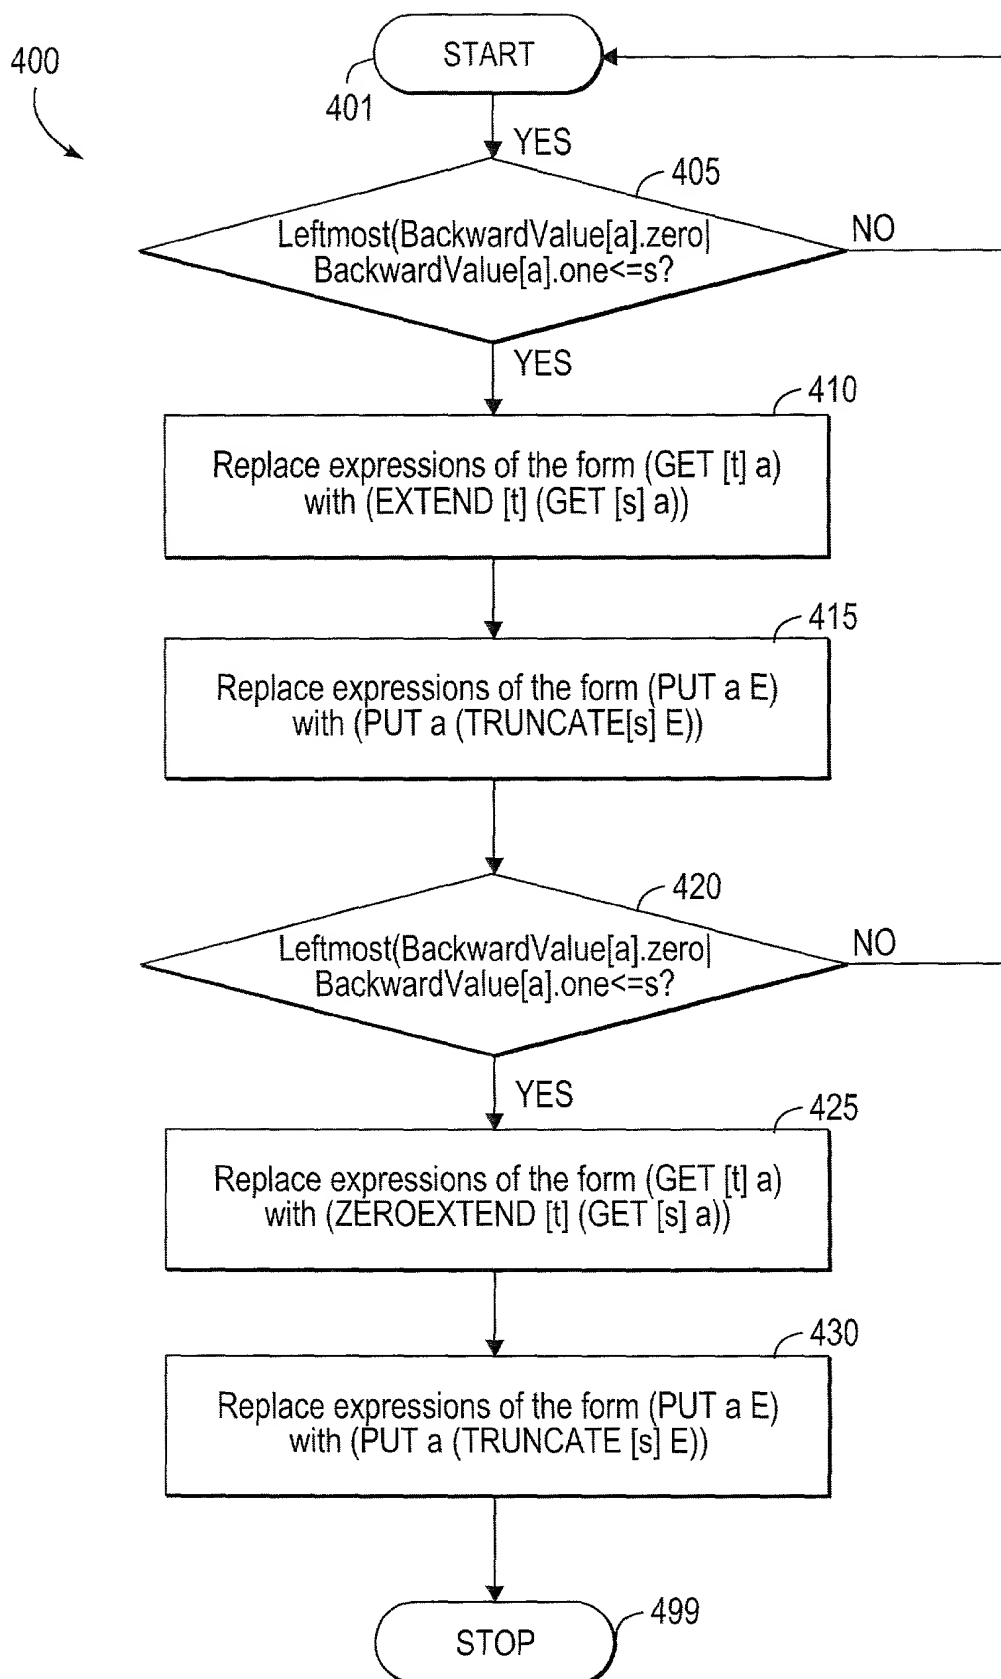 400
START
401
YES
405
Leftmost(BackwardValue[a].zero|
BackwardValue[a].one<=s?
NO
YES
410
Replace expressions of the form (GET [t] a)
with (EXTEND [t] (GET [s] a))
415
Replace expressions of the form (PUT a E)
with (PUT a (TRUNCATE[s] E))
420
Leftmost(BackwardValue[a].zero|
BackwardValue[a].one<=s?
NO
YES
425
Replace expressions of the form (GET [t] a)
with (ZEROEXTEND [t] (GET [s] a))
430
Replace expressions of the form (PUT a E)
with (PUT a (TRUNCATE [s] E))
499
STOP